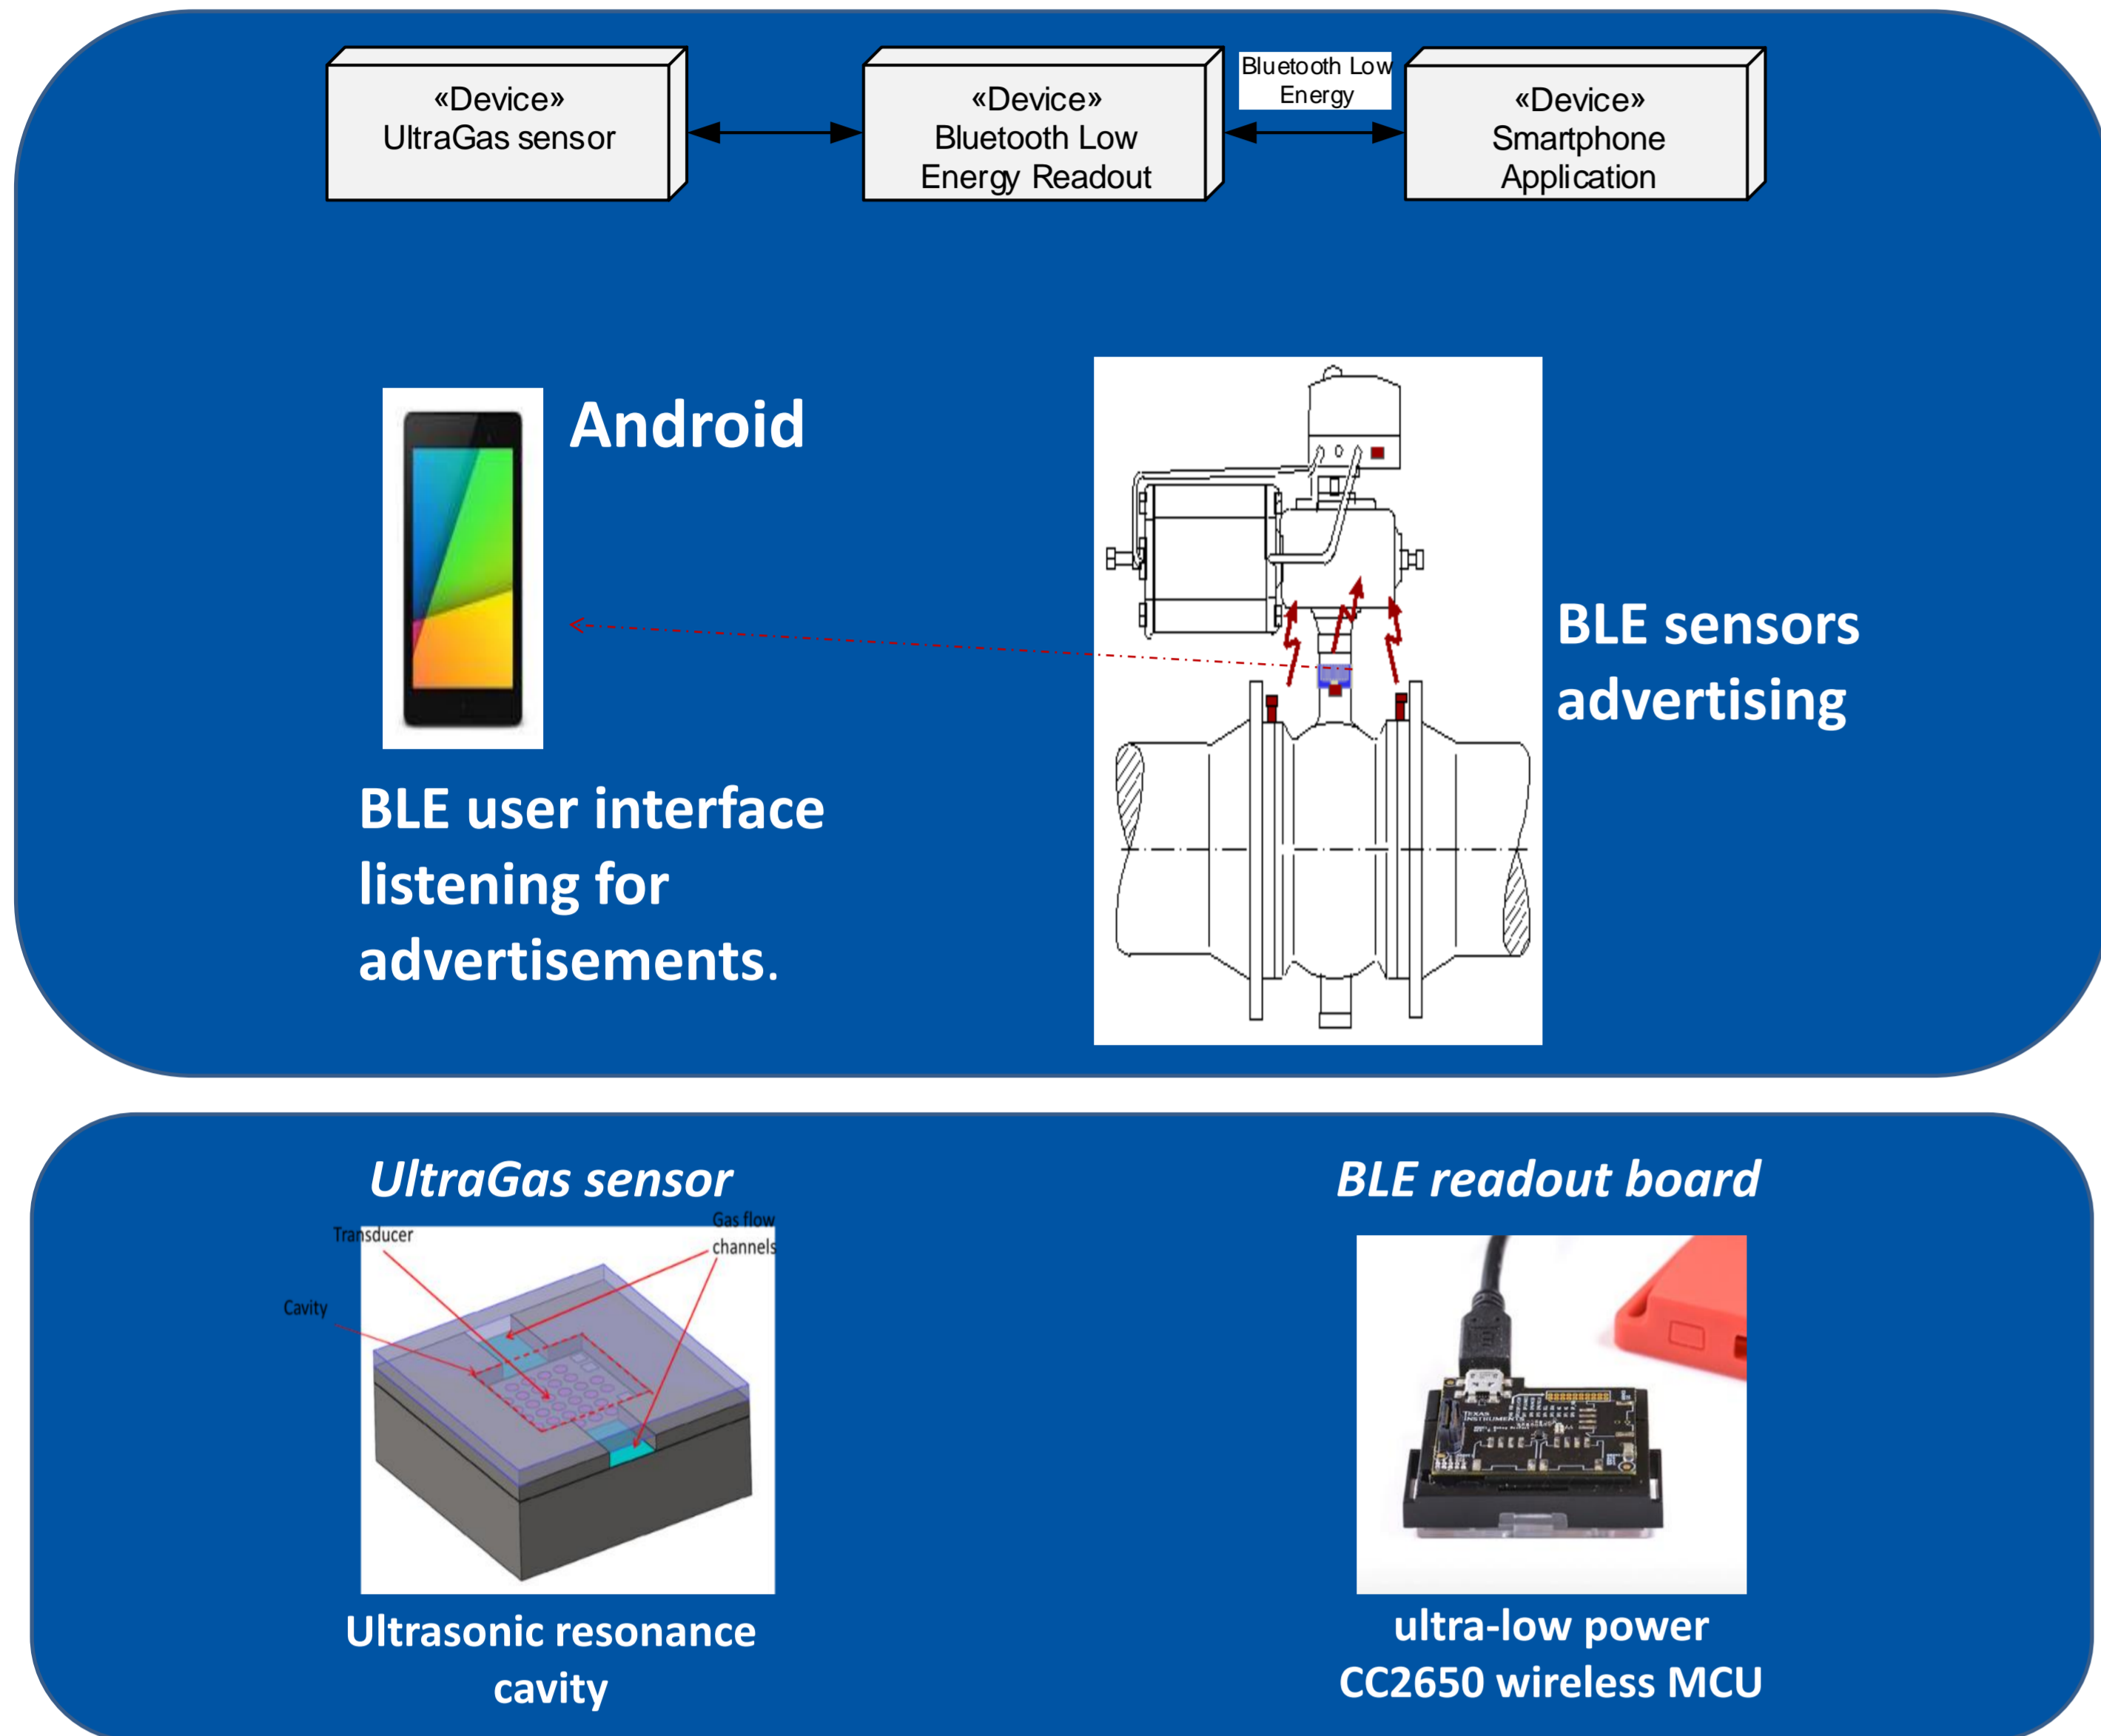 «Device»
UltraGas sensor
«Device»
Bluetooth Low
Energy Readout
Bluetooth Low
Energy
«Device»
Smartphone
Application
Android
BLE sensors
advertising
BLE user interface
listening for
advertisements.
UltraGas sensor
Transducer
Gas flow
channels
Cavity
Ultrasonic resonance
cavity
BLE readout board
TEXAS
INSTRUMENTS
ultra-low power
CC2650 wireless MCU